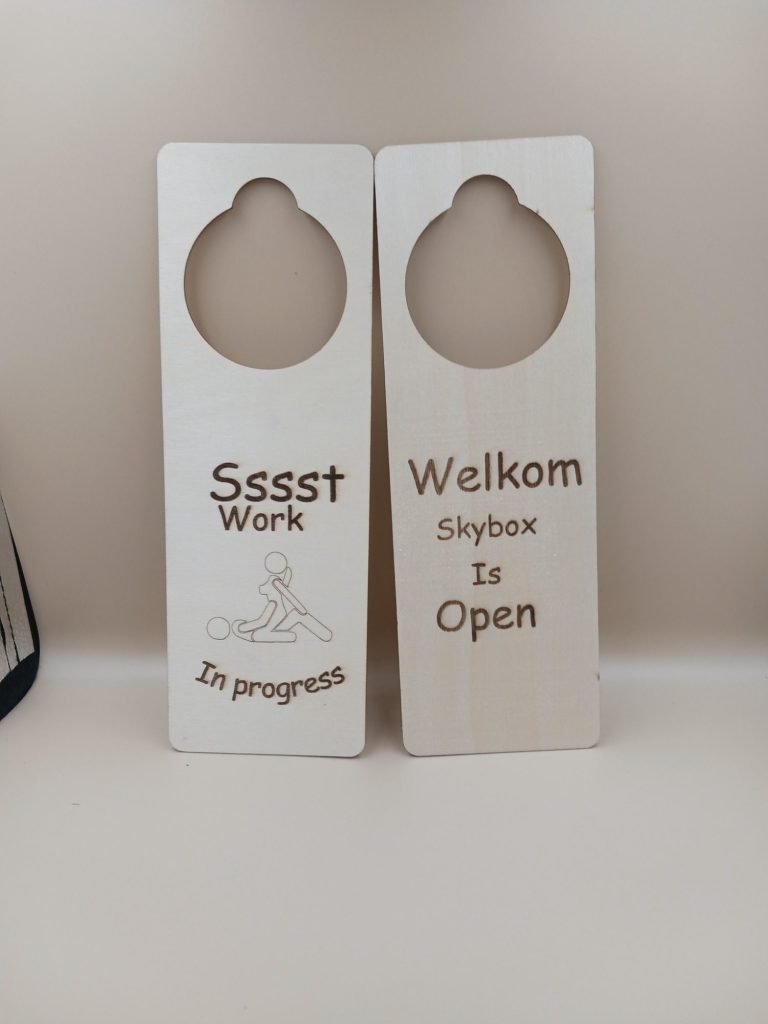 Sssst
Work
In progress
Welkom
Skybox
Is
Open